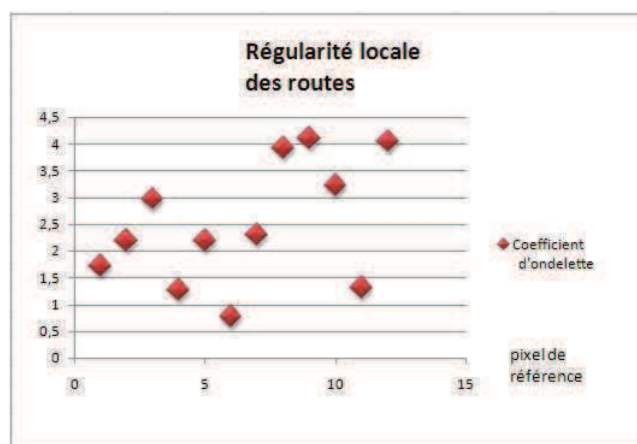 Régularité locale
des routes
4,5
4
3,5
3
2,5
2
1,5
1
0,5
0
0 5 10 15
Coefficient
d'ondelette
pixel de
référence